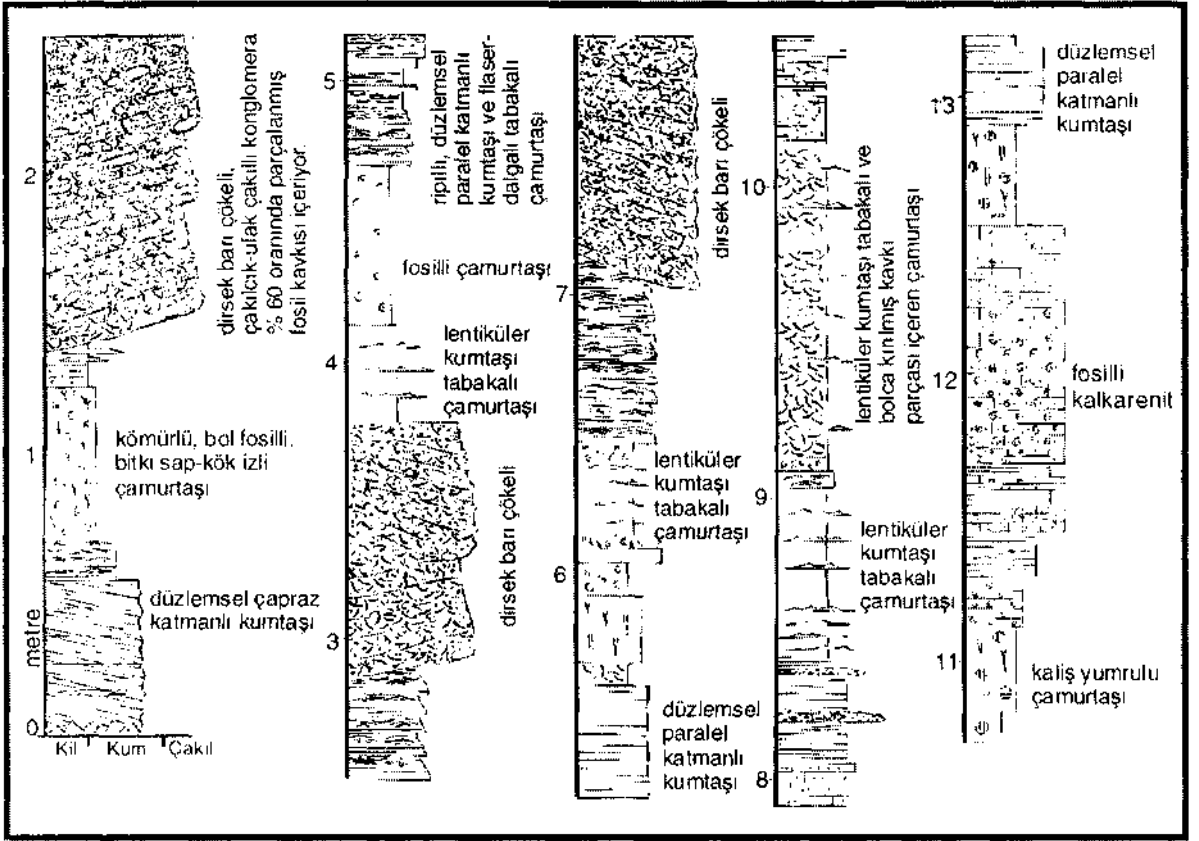 2
1
metre
0
Kil
Kum
Çakıl
dirsek barı çökeli,
çakılcık-ufak çakıllı konglomera
% 60 oranında parçalanmış
fosil kavkısı içeriyor.
kömürlü, bol fosilli,
bitki sap-kök izli
çamurtaşı
düzlemsel çapraz
katmanlı kumtaşı
5
4
3
ripıllı, düzlemsel
paralel katmanlı
kumtaşı ve flaser-
dalgalı tabakalı
çamurtaşı
fosilli çamurtaşı
lentiküler
kumtaşı
tabakalı
çamurtaşı
dirsek barı çökeli
7
6
dirsek barı çökeli
lentiküler
kumtaşı
tabakalı
çamurtaşı
düzlemsel
paralel
katmanlı
kumtaşı
10
9
8
lentiküler kumtaşı tabakalı ve
bolca kırılmış kavkı
parçası içeren çamurtaşı
lentiküler
kumtaşı
tabakalı
çamurtaşı
13
12
11
düzlemsel
paralel
katmanlı
kumtaşı
fosilli
kalkarenit
kaliş yumrulu
çamurtaşı